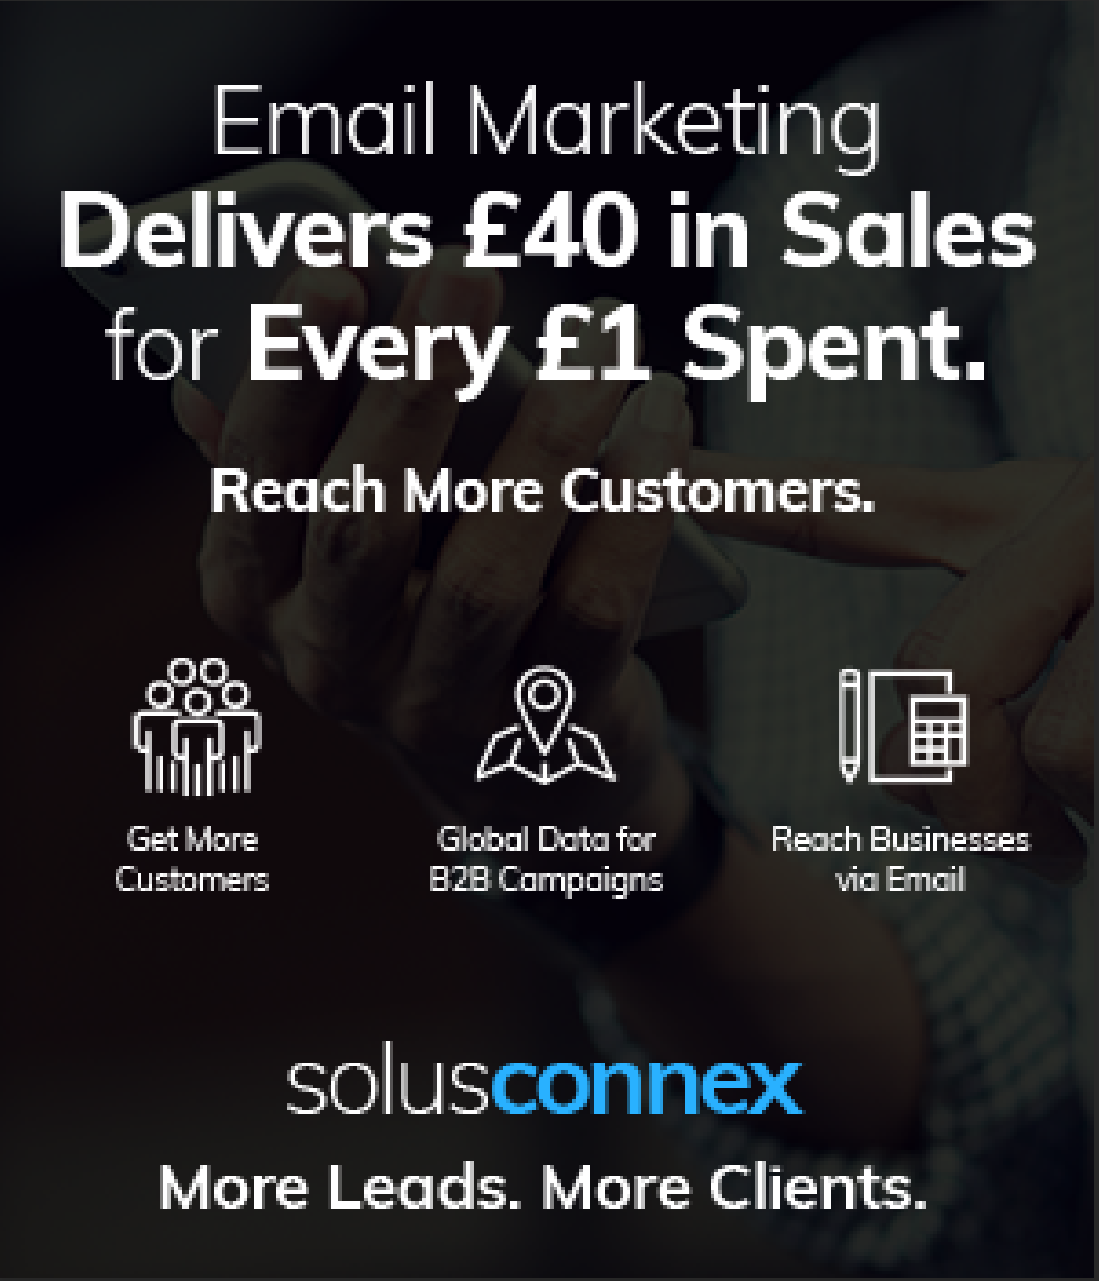 Email Marketing
Delivers £40 in Sales
for Every £1 Spent.
Reach More Customers.
Get More
Customers
Global Data for
B2B Campaigns
Reach Businesses
via Email
solusconnex
More Leads. More Clients.